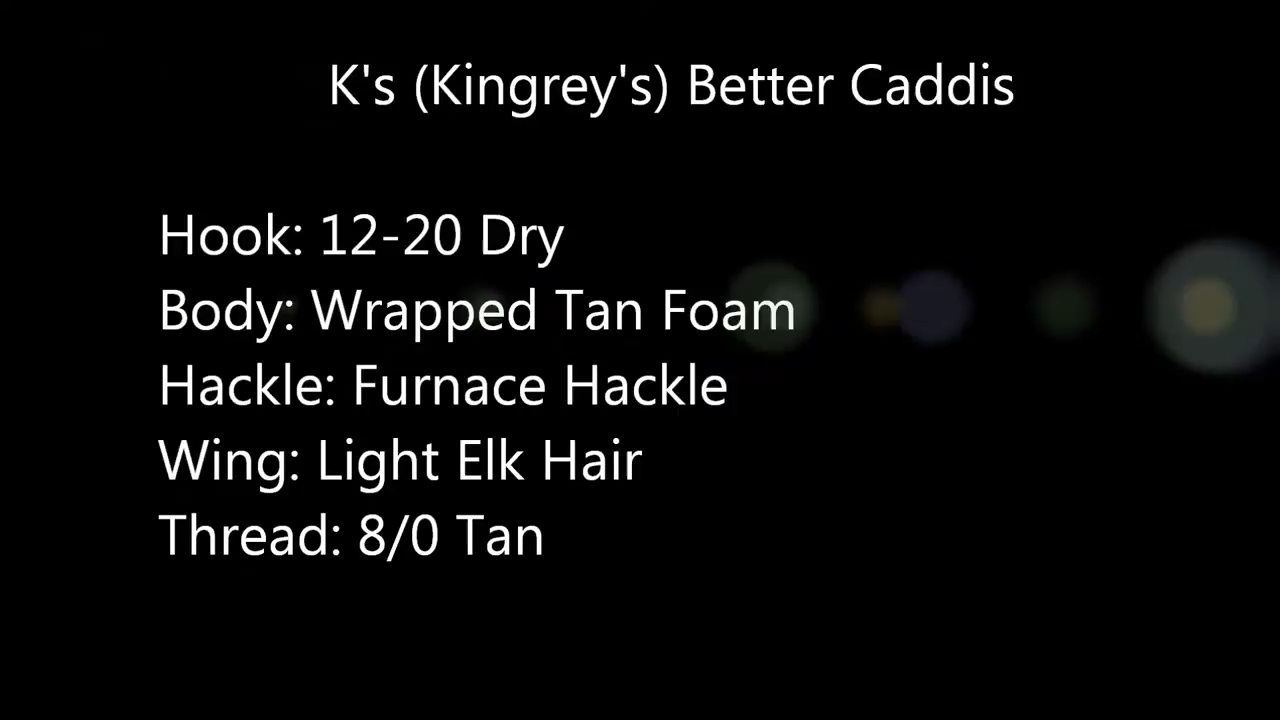 K's (Kingrey's) Better Caddis
Hook: 12-20 Dry
Body: Wrapped Tan Foam
Hackle: Furnace Hackle
Wing: Light Elk Hair
Thread: 8/0 Tan